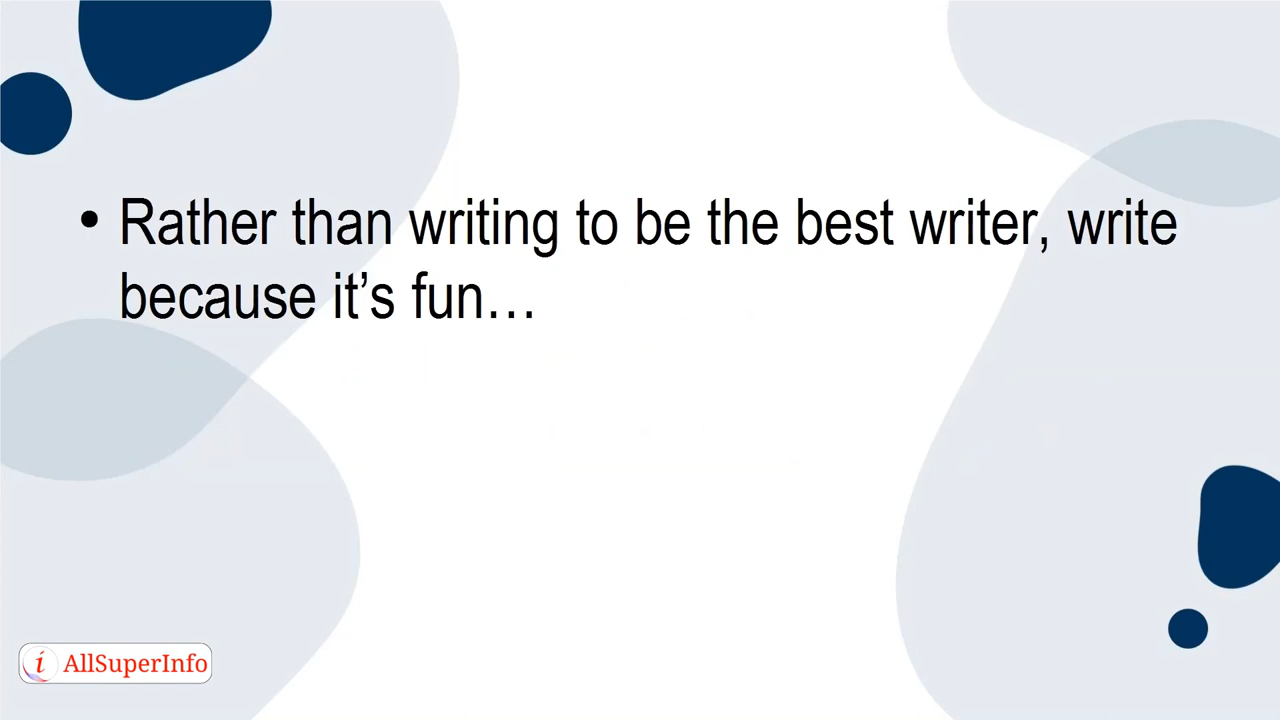 • Rather than writing to be the best writer, write
because it’s fun…
i AllSuperInfo